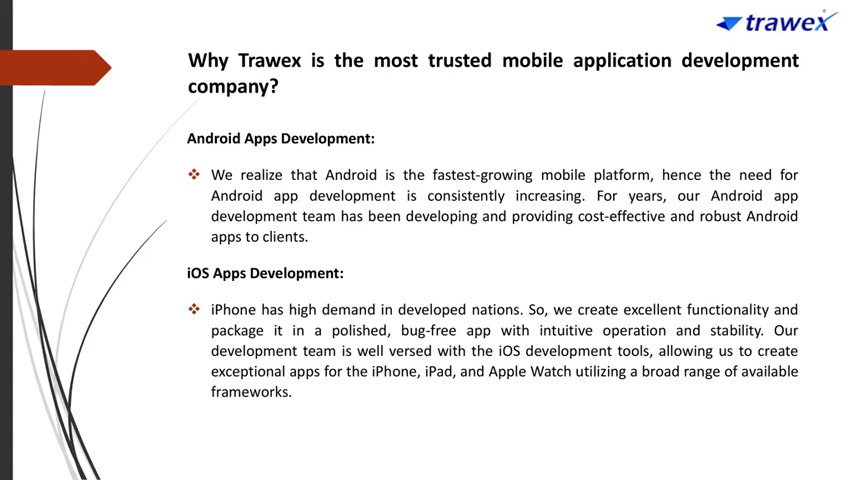 trawex®
Why Trawex is the most trusted mobile application development
company?
Android Apps Development:
We realize that Android is the fastest-growing mobile platform, hence the need for
Android app development is consistently increasing. For years, our Android app
development team has been developing and providing cost-effective and robust Android
apps to clients.
iOS Apps Development:
iPhone has high demand in developed nations. So, we create excellent functionality and
package it in a polished, bug-free app with intuitive operation and stability. Our
development team is well versed with the iOS development tools, allowing us to create
exceptional apps for the iPhone, iPad, and Apple Watch utilizing a broad range of available
frameworks.